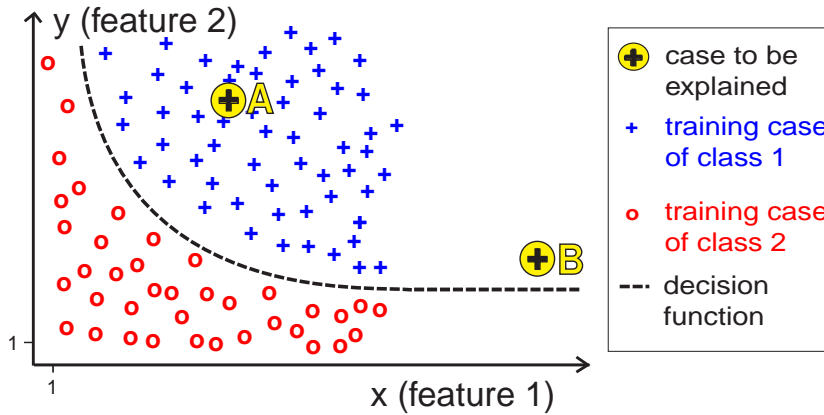 y (feature 2)
A
B
1
1
x (feature 1)
case to be
explained
training case
of class 1
training case
of class 2
decision
function